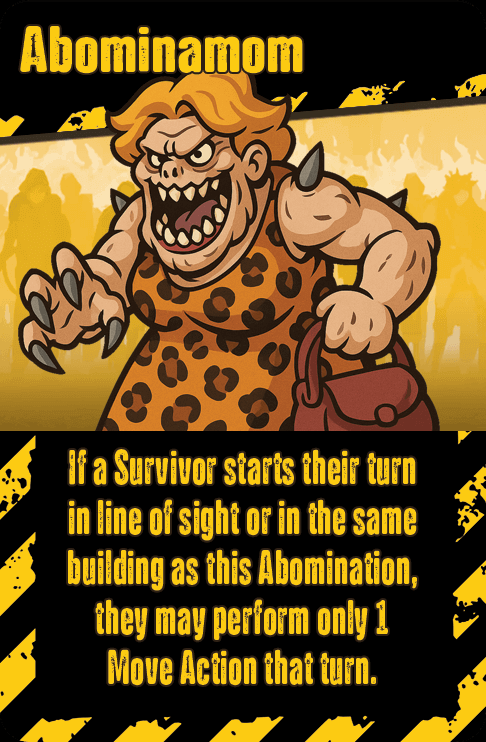 Abominamom
If a Survivor starts their turn
in line of sight or in the same
building as this Abomination,
they may perform only 1
Move Action that turn.